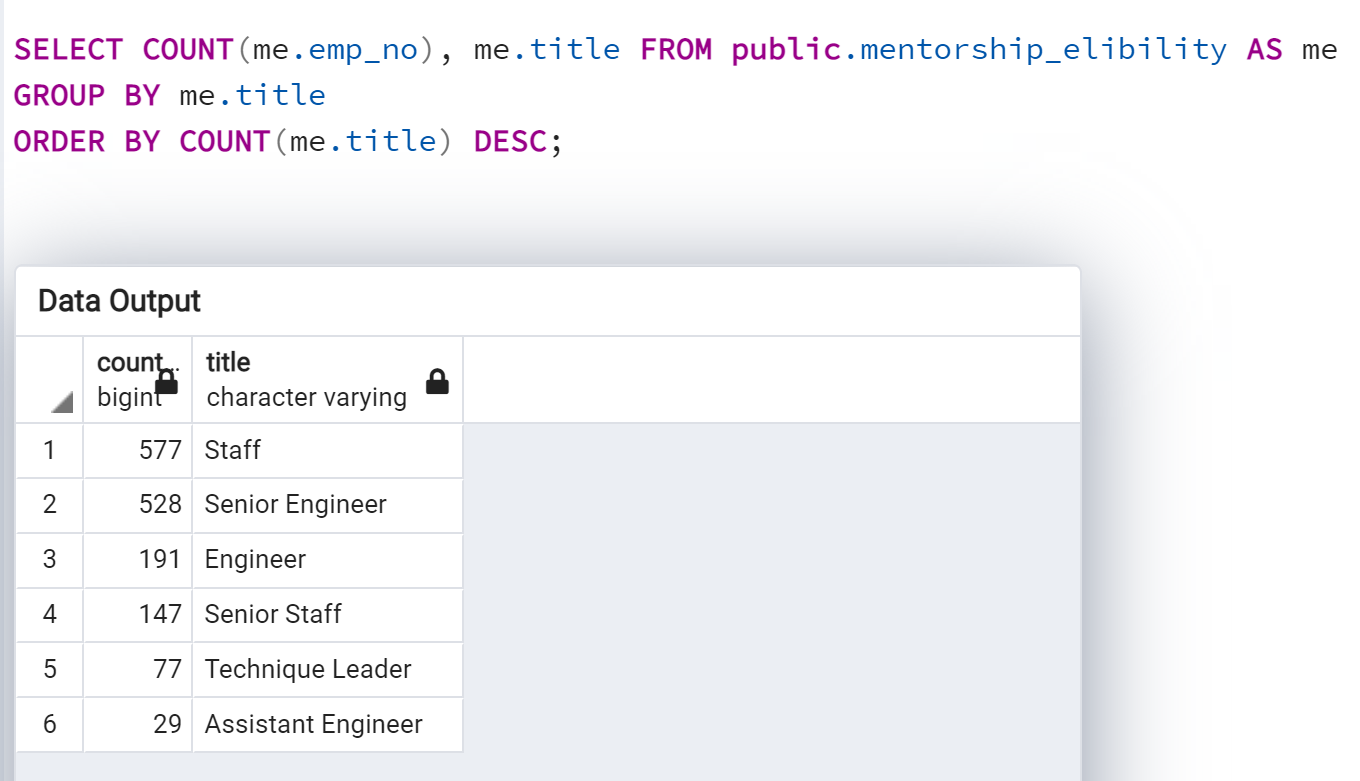 SELECT COUNT(me.emp_no), me.title FROM public.mentorship_elibility AS me
GROUP BY me.title
ORDER BY COUNT(me.title) DESC;
Data Output
count... title
bigint character varying
1 577 Staff
2 528 Senior Engineer
3 191 Engineer
4 147 Senior Staff
5 77 Technique Leader
6 29 Assistant Engineer